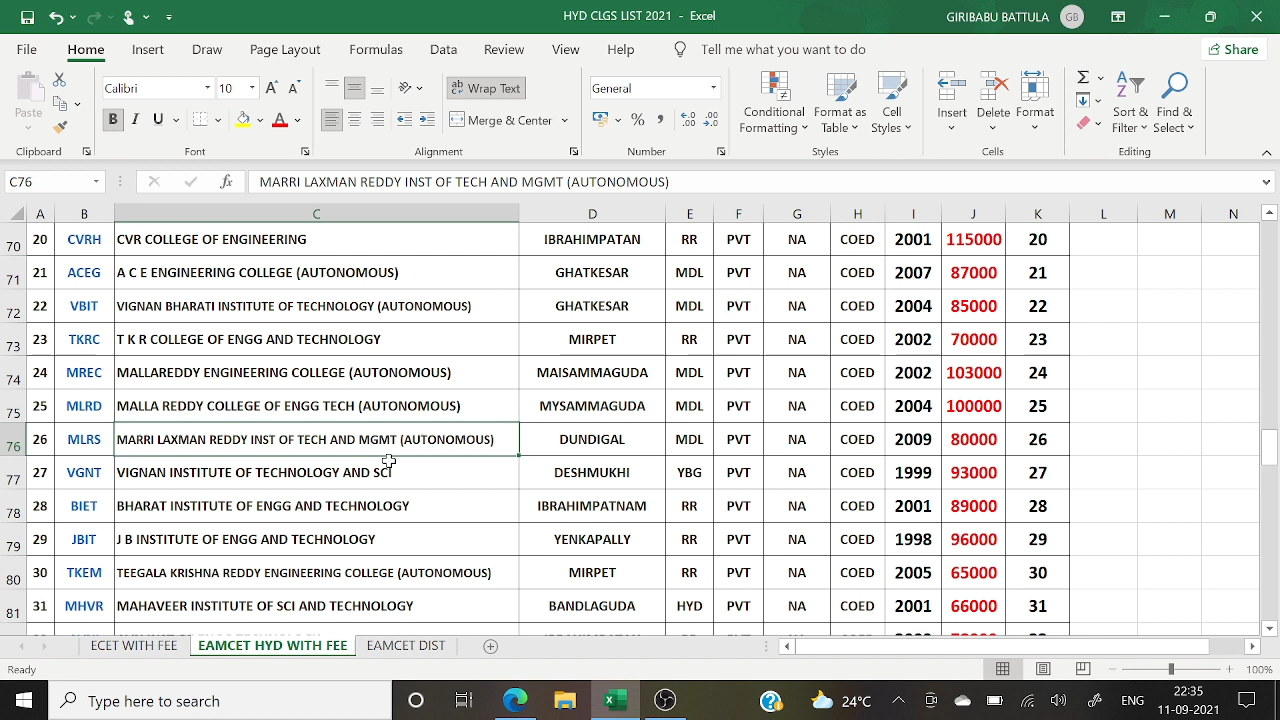 HYD CLGS LIST 2021 - Excel
GIRIBABU BATTULA GB
File Home Insert Draw Page Layout Formulas Data Review View Help Tell me what you want to do Share
Paste
Calibri 10
A A
ab Wrap Text
General
Conditional Formatting
Format as Table
Cell Styles
Insert Delete Format
Sort & Filter
Find & Select
B I U A
Merge & Center
% ,
Clipboard Font Alignment Number Styles Cells Editing
C76 fx MARRI LAXMAN REDDY INST OF TECH AND MGMT (AUTONOMOUS)
A B C D E F G H I J K L M N
70 20 CVRH CVR COLLEGE OF ENGINEERING IBRAHIMPATAN RR PVT NA COED 2001 115000 20
71 21 ACEG A C E ENGINEERING COLLEGE (AUTONOMOUS) GHATKESAR MDL PVT NA COED 2007 87000 21
72 22 VBIT VIGNAN BHARATI INSTITUTE OF TECHNOLOGY (AUTONOMOUS) GHATKESAR MDL PVT NA COED 2004 85000 22
73 23 TKRC T K R COLLEGE OF ENGG AND TECHNOLOGY MIRPET RR PVT NA COED 2002 70000 23
74 24 MREC MALLAREDDY ENGINEERING COLLEGE (AUTONOMOUS) MAISAMMAGUDA MDL PVT NA COED 2002 103000 24
75 25 MLRD MALLA REDDY COLLEGE OF ENGG TECH (AUTONOMOUS) MYSAMMAGUDA MDL PVT NA COED 2004 100000 25
76 26 MLRS MARRI LAXMAN REDDY INST OF TECH AND MGMT (AUTONOMOUS) DUNDIGAL MDL PVT NA COED 2009 80000 26
77 27 VGNT VIGNAN INSTITUTE OF TECHNOLOGY AND SCI DESHMUKHI YBG PVT NA COED 1999 93000 27
78 28 BIET BHARAT INSTITUTE OF ENGG AND TECHNOLOGY IBRAHIMPATNAM RR PVT NA COED 2001 89000 28
79 29 JBIT J B INSTITUTE OF ENGG AND TECHNOLOGY YENKAPALLY RR PVT NA COED 1998 96000 29
80 30 TKEM TEEGALA KRISHNA REDDY ENGINEERING COLLEGE (AUTONOMOUS) MIRPET RR PVT NA COED 2005 65000 30
81 31 MHVR MAHAVEER INSTITUTE OF SCI AND TECHNOLOGY BANDLAGUDA HYD PVT NA COED 2001 66000 31
ECET WITH FEE EAMCET HYD WITH FEE EAMCET DIST
Ready 100%
Type here to search 24°C ENG 22:35
11-09-2021